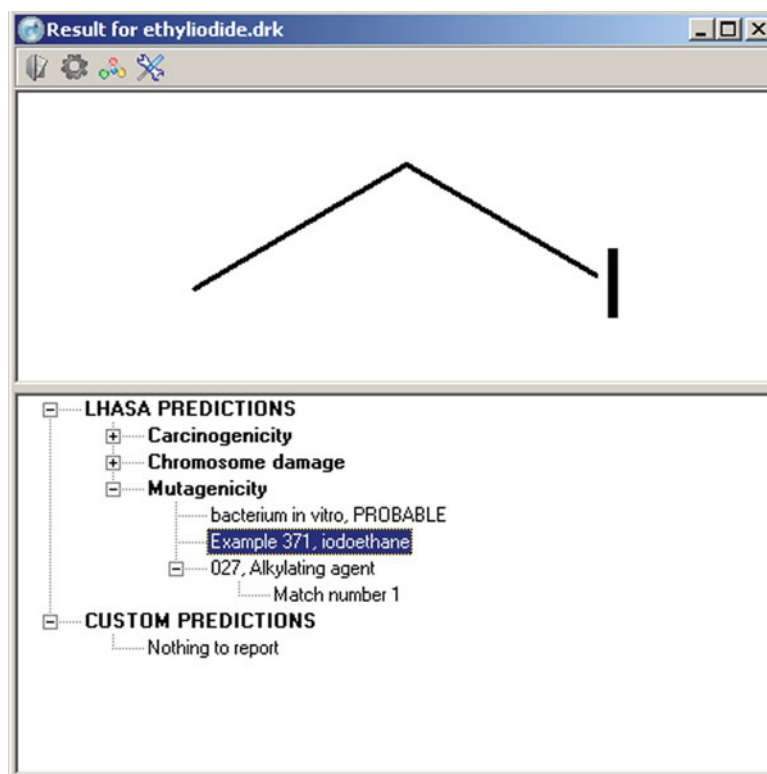 Result for ethyliodide.drk
I
LHASA PREDICTIONS
Carcinogenicity
Chromosome damage
Mutagenicity
bacterium in vitro, PROBABLE
Example 371, iodoethane
027, Alkylating agent
Match number 1
CUSTOM PREDICTIONS
Nothing to report